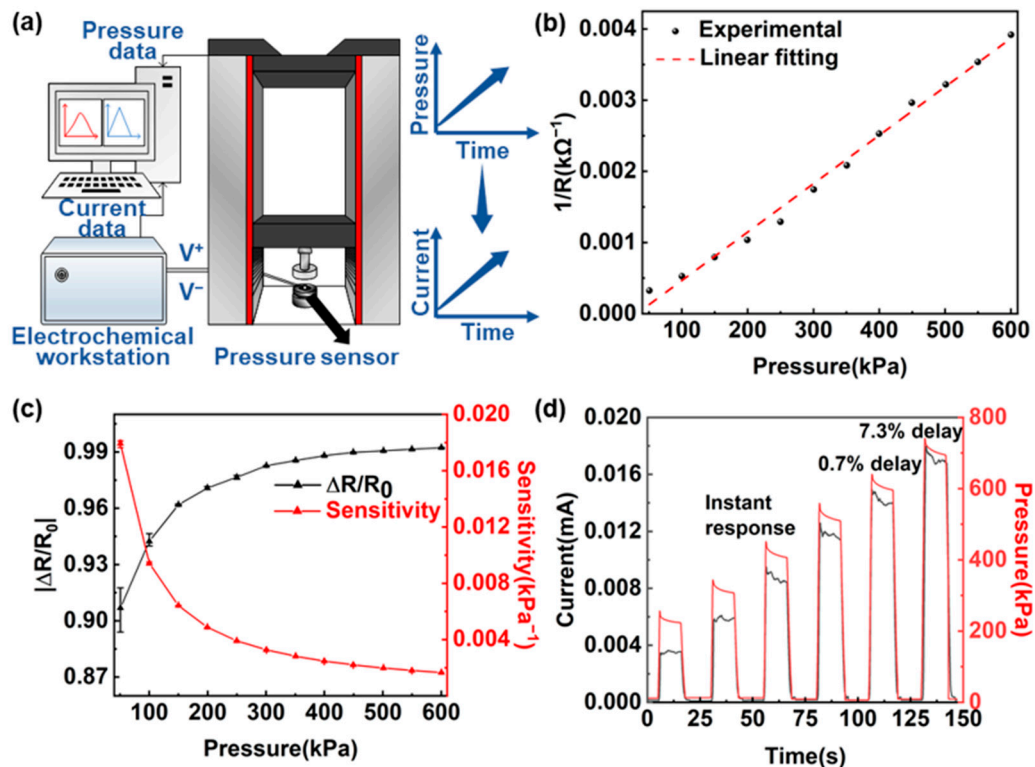 (a)
Pressure
data
Current
data
V⁺
V⁻
Electrochemical
workstation
Pressure sensor
Pressure
Time
Current
Time
(b)
0.004
0.003
0.002
0.001
0.000
1/R(kΩ⁻¹)
Experimental
Linear fitting
100 200 300 400 500 600
Pressure(kPa)
(c)
0.99
0.96
0.93
0.90
0.87
|ΔR/R₀|
ΔR/R₀
Sensitivity
0.020
0.016
0.012
0.008
0.004
Sensitivity(kPa⁻¹)
100 200 300 400 500 600
Pressure(kPa)
(d)
0.020
0.016
0.012
0.008
0.004
0.000
Current(mA)
Instant
response
0.7% delay
7.3% delay
800
600
400
200
0
Pressure(kPa)
0 25 50 75 100 125 150
Time(s)